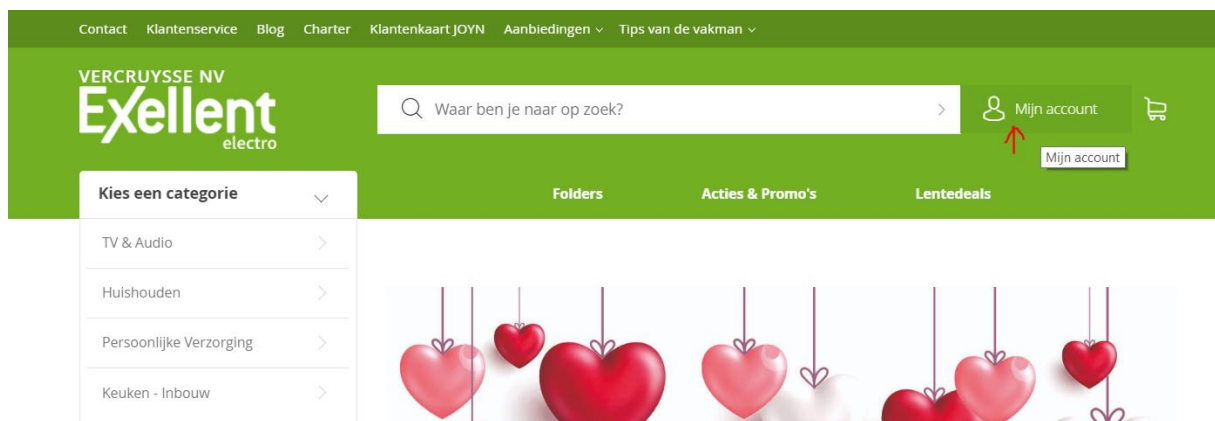 Contact Klantenservice Blog Charter Klantenkaart JOYN Aanbiedingen Tips van de vakman
VERCRUYSSE NV
Exellent
electro
Waar ben je naar op zoek?
Mijn account
Mijn account
Kies een categorie
Folders Acties & Promo's Lentedeals
TV & Audio
Huishouden
Persoonlijke Verzorging
Keuken - Inbouw